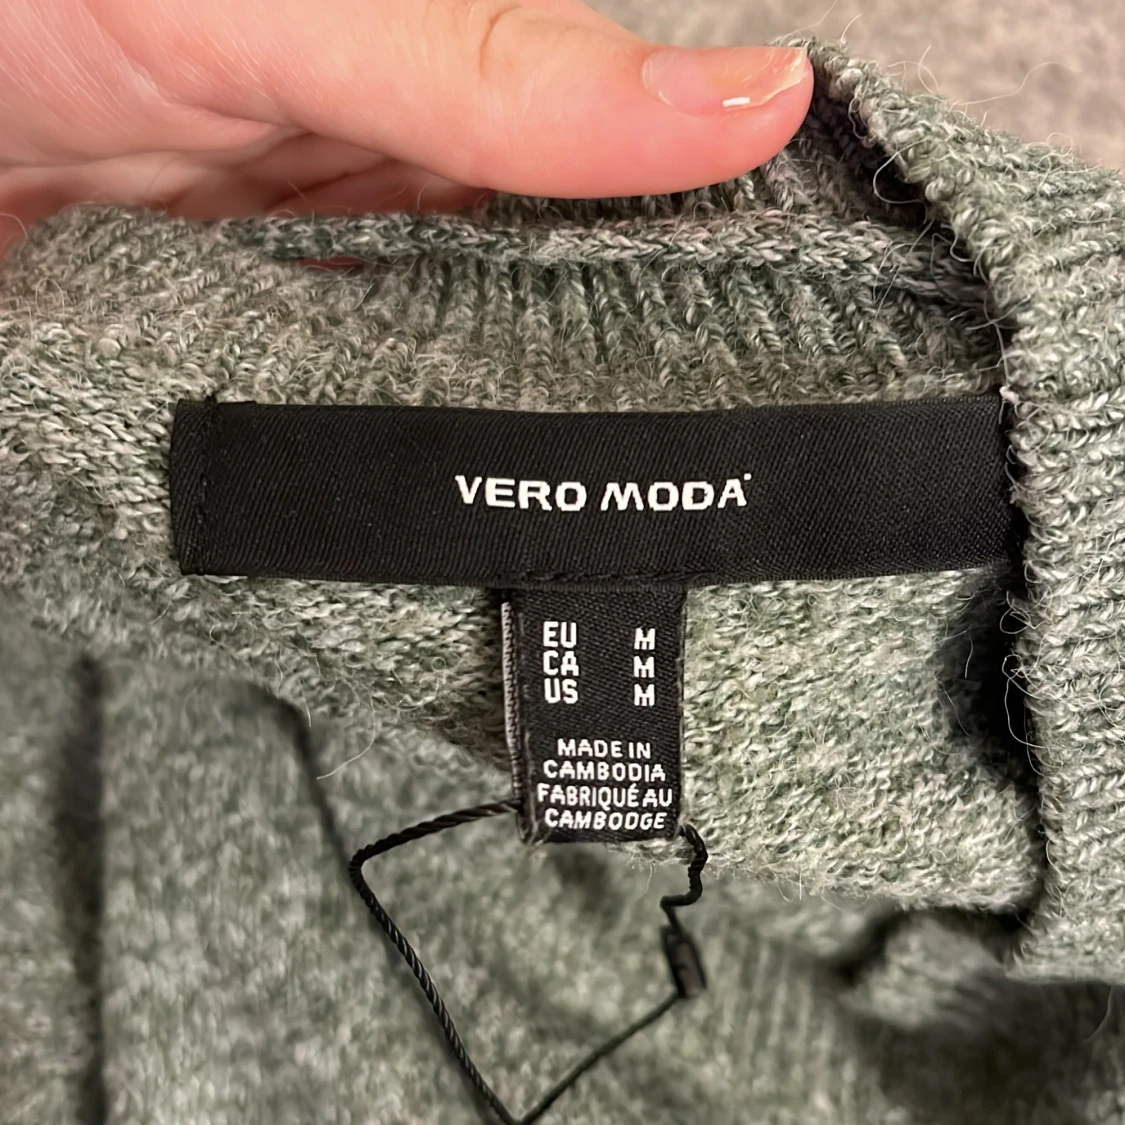 VERO MODA
EU M
CA M
US M
MADE IN
CAMBODIA
FABRIQUÉ AU
CAMBODGE